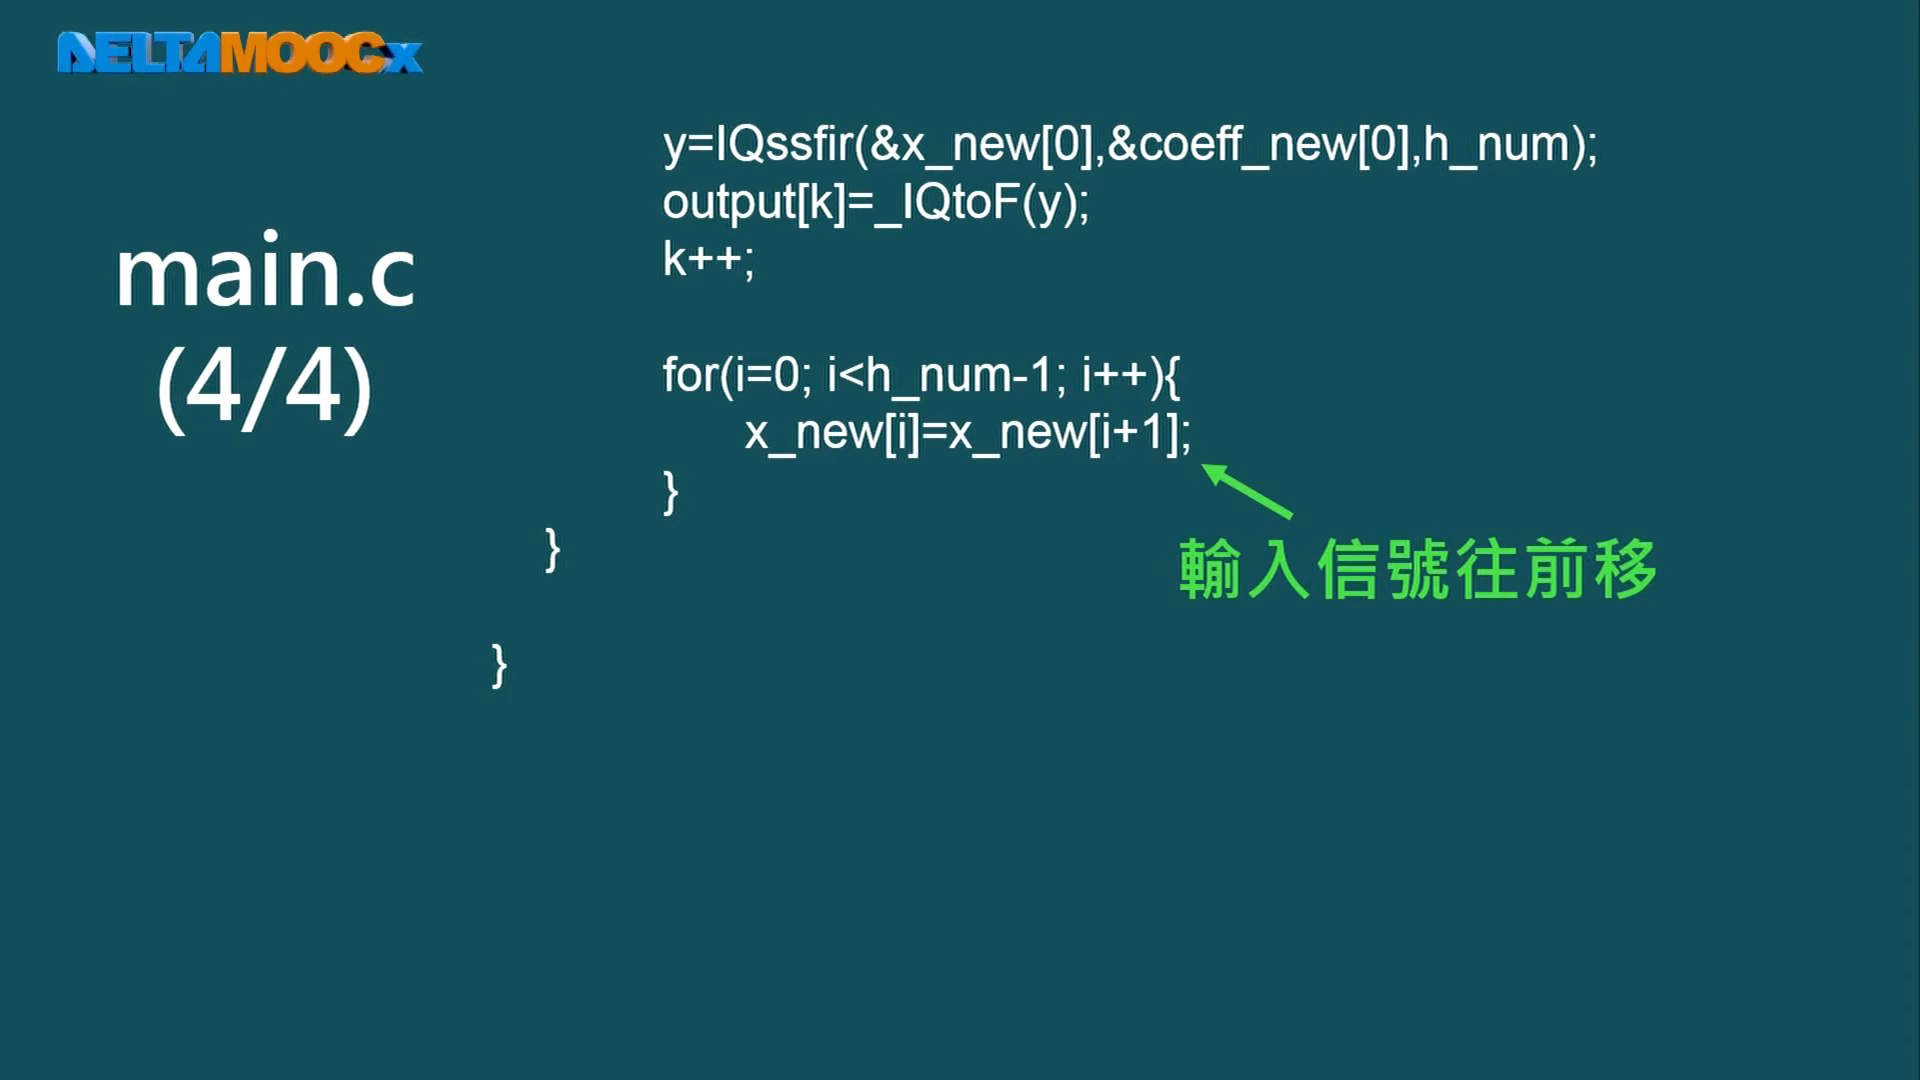 DELTAMOOCx
main.c
(4/4)
y=IQssfir(&x_new[0],&coeff_new[0],h_num);
output[k]=_IQtoF(y);
k++;
for(i=0; i<h_num-1; i++){
x_new[i]=x_new[i+1];
}
}
}
輸入信號往前移